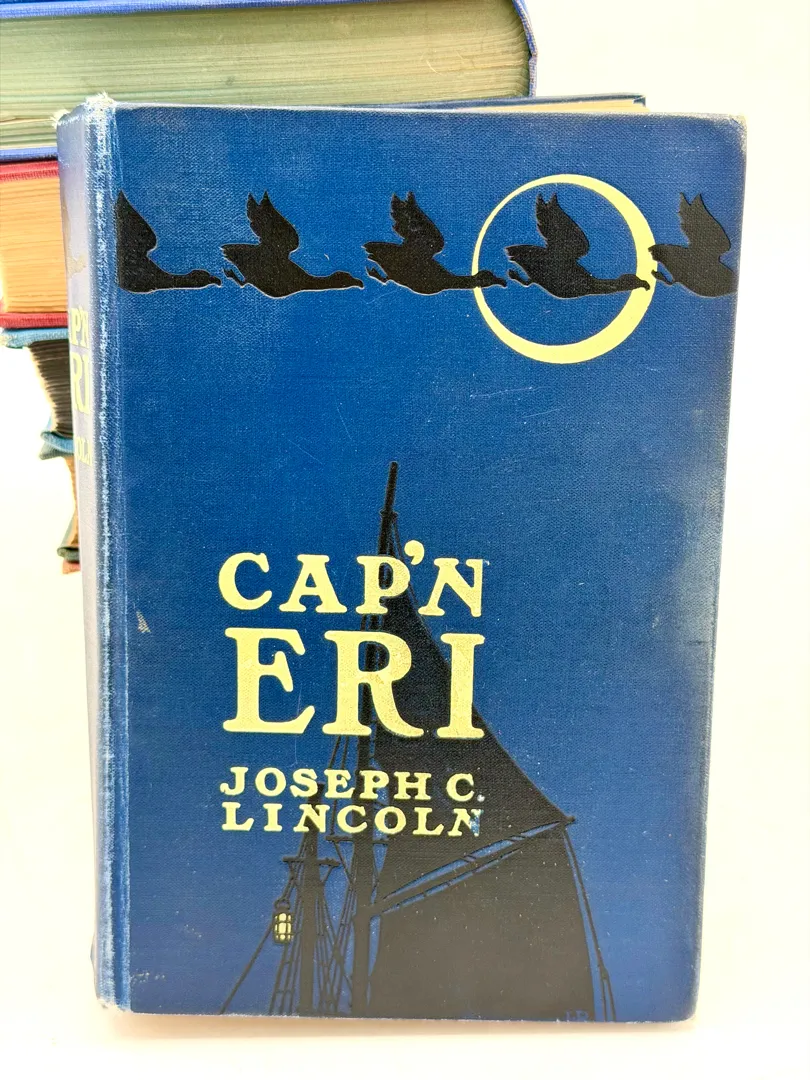 CAP'N
ERI
JOSEPH C.
LINCOLN